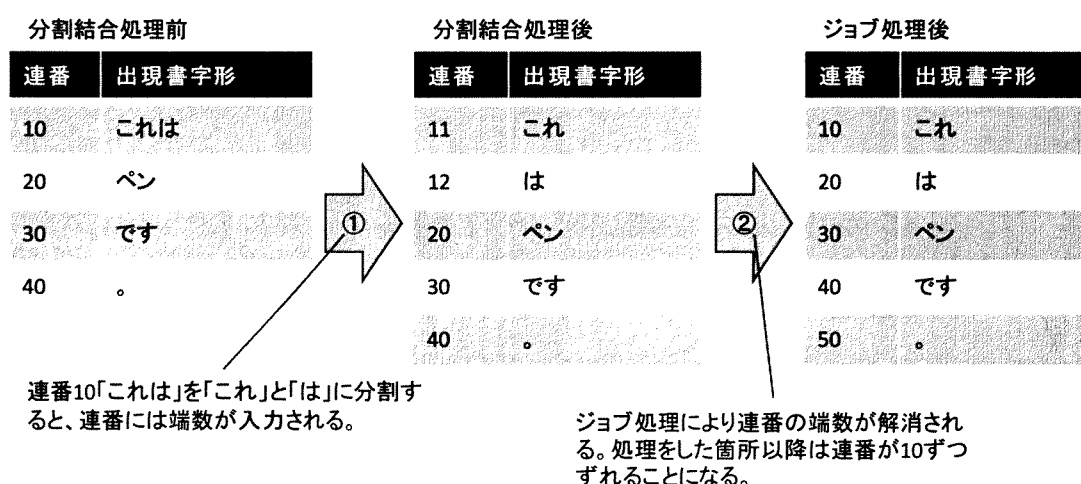 分割結合処理前
連番 出現書字形
10 これは
20 ペン
30 です
40 。
①
連番10「これは」を「これ」と「は」に分割す
ると、連番には端数が入力される。
分割結合処理後
連番 出現書字形
11 これ
12 は
20 ペン
30 です
40 。
②
ジョブ処理により連番の端数が解消され
る。処理をした箇所以降は連番が10ずつ
ずれることになる。
ジョブ処理後
連番 出現書字形
10 これ
20 は
30 ペン
40 です
50 。